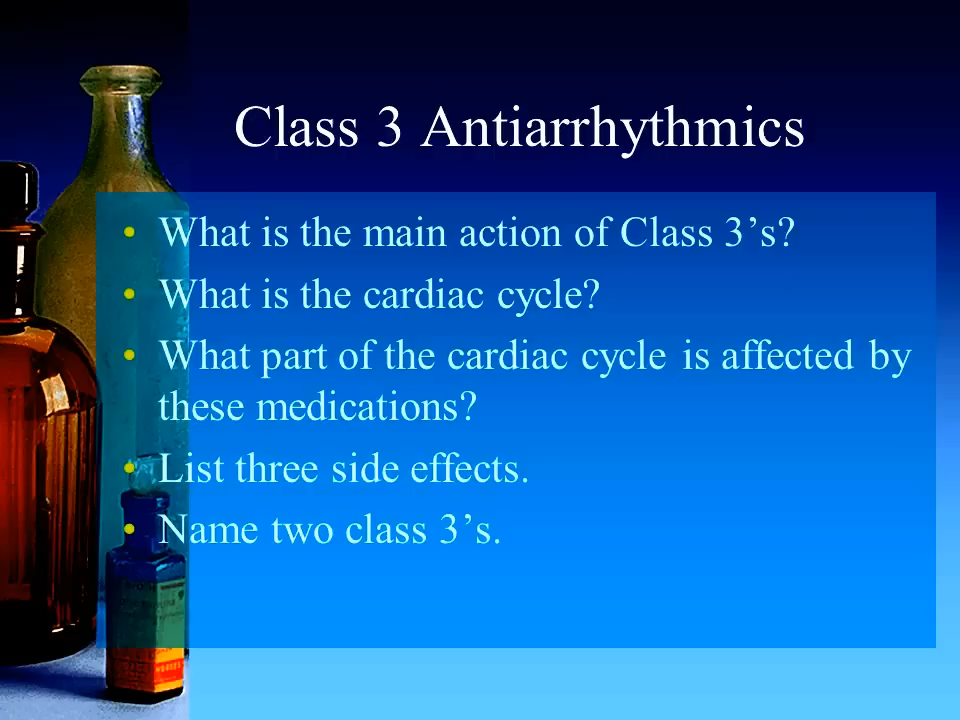 Class 3 Antiarrhythmics
• What is the main action of Class 3’s?
• What is the cardiac cycle?
• What part of the cardiac cycle is affected by
these medications?
• List three side effects.
• Name two class 3’s.